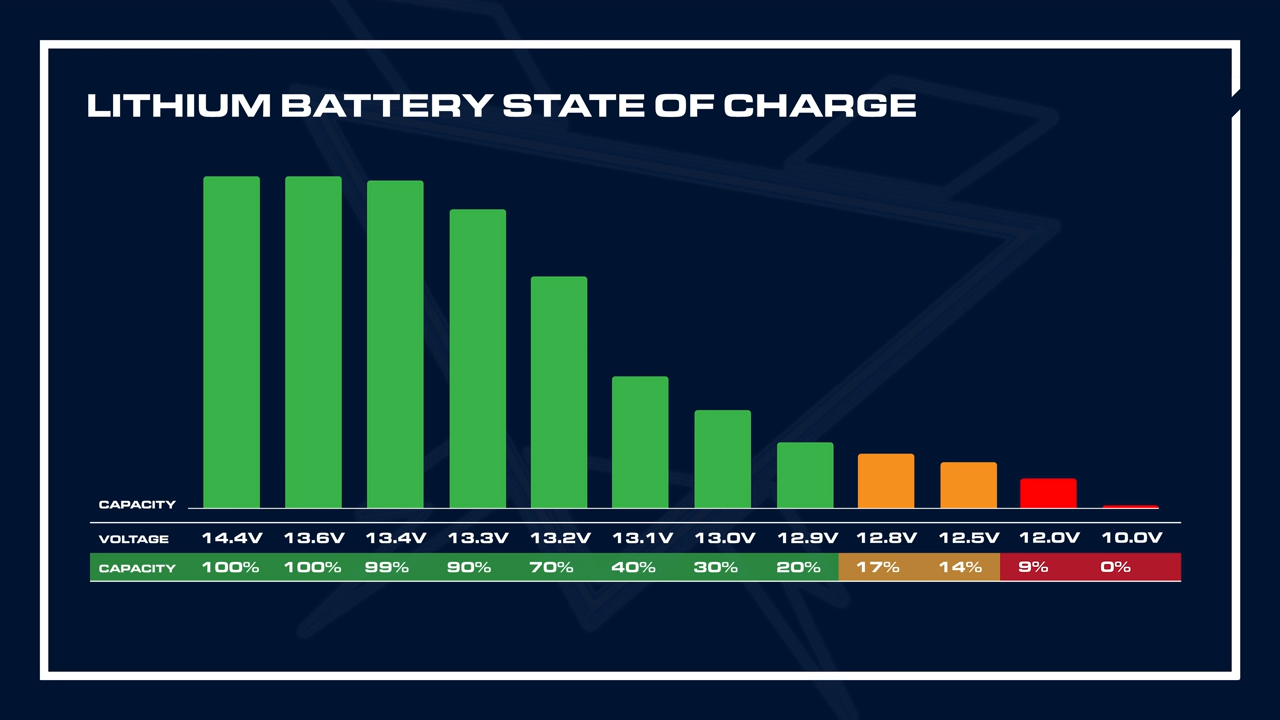 LITHIUM BATTERY STATE OF CHARGE
CAPACITY
VOLTAGE 14.4V 13.6V 13.4V 13.3V 13.2V 13.1V 13.0V 12.9V 12.8V 12.5V 12.0V 10.0V
CAPACITY 100% 100% 99% 90% 70% 40% 30% 20% 17% 14% 9% 0%